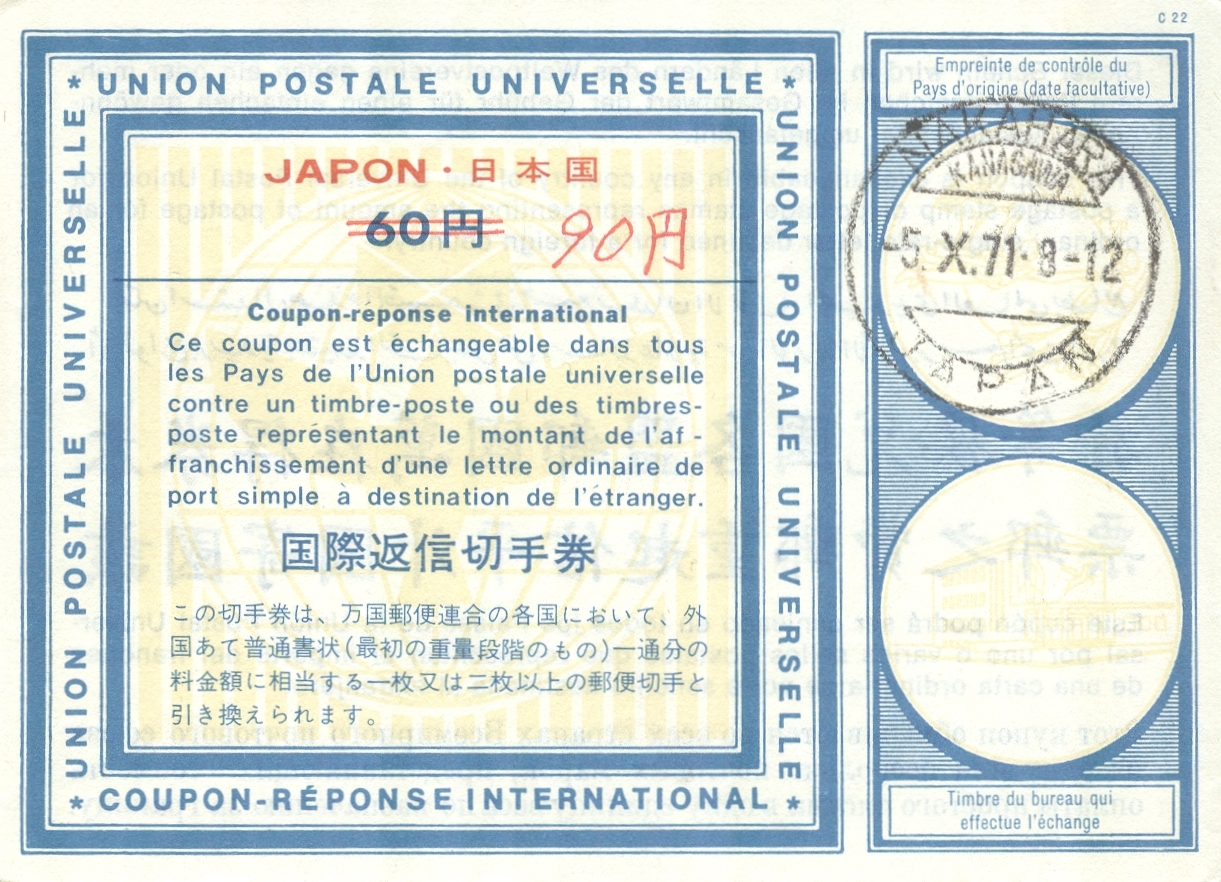 C 22
* UNION POSTALE UNIVERSELLE *
UNION POSTALE UNIVERSELLE
UNION POSTALE UNIVERSELLE
JAPON・日本国
60円 90円
Coupon-réponse international
Ce coupon est échangeable dans tous
les Pays de l'Union postale universelle
contre un timbre-poste ou des timbres-
poste représentant le montant de l'af-
franchissement d'une lettre ordinaire de
port simple à destination de l'étranger.
国際返信切手券
この切手券は、万国郵便連合の各国において、外
国あて普通書状(最初の重量段階のもの)一通分の
料金額に相当する一枚又は二枚以上の郵便切手と
引き換えられます。
* COUPON-RÉPONSE INTERNATIONAL *
Empreinte de contrôle du
Pays d'origine (date facultative)
NAKAHARA
KANAGAWA
-5.X.71.8-12
JAPAN
Timbre du bureau qui
effectue l'échange